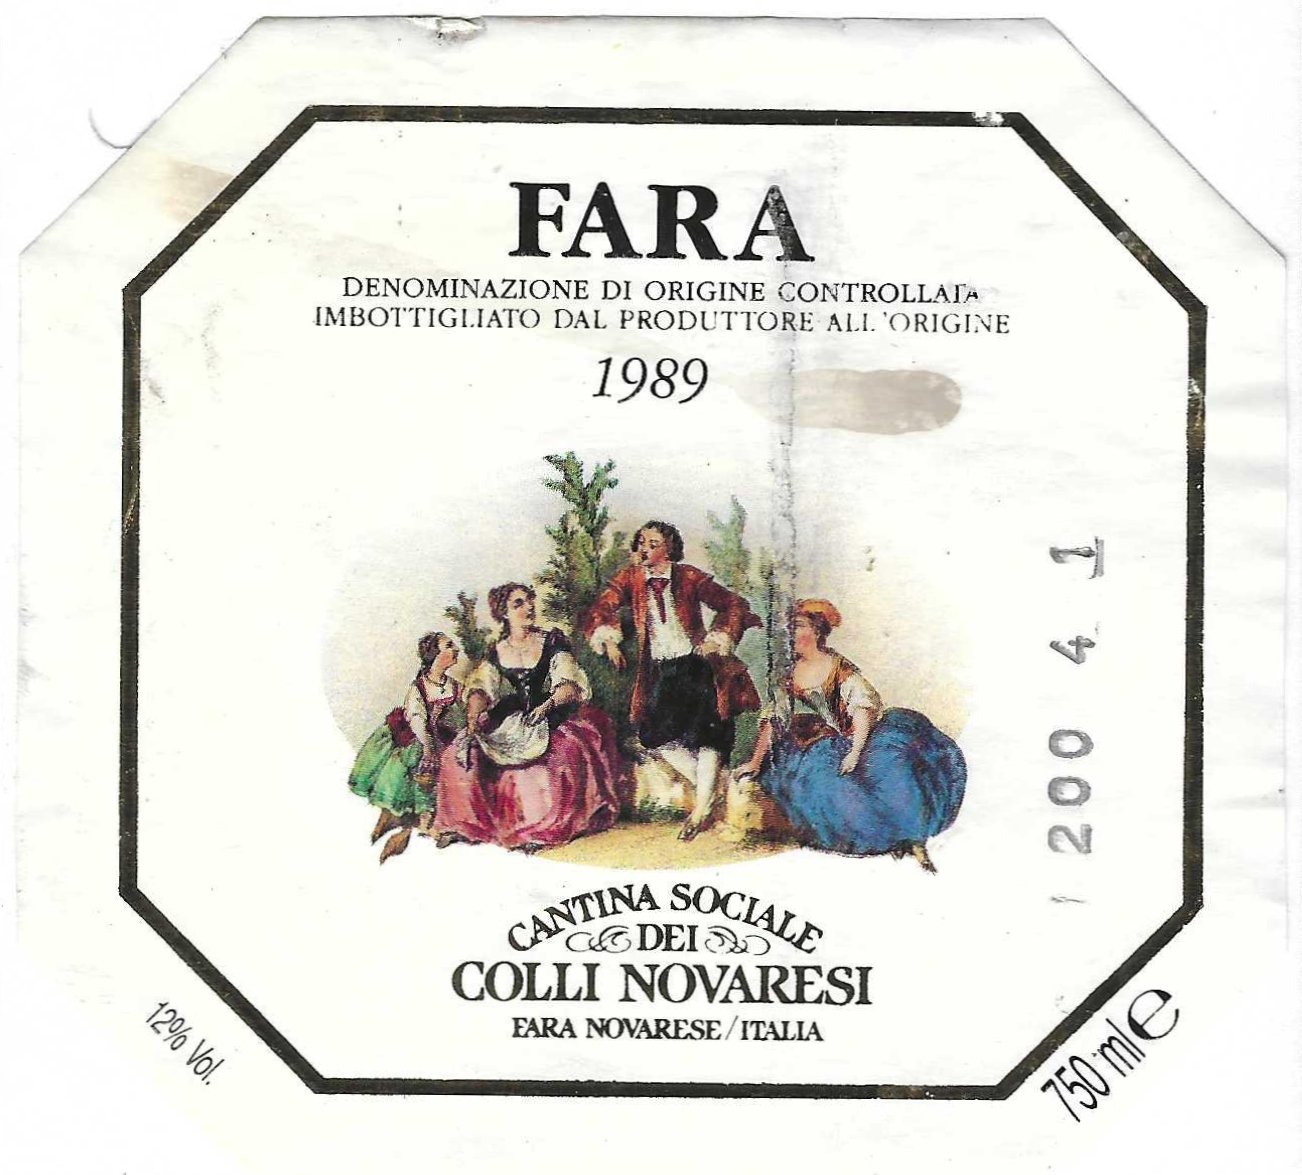 FARA
DENOMINAZIONE DI ORIGINE CONTROLLATA
IMBOTTIGLIATO DAL PRODUTTORE ALL'ORIGINE
1989
200 4 1
CANTINA SOCIALE
DEI
COLLI NOVARESI
FARA NOVARESE/ITALIA
12% Vol.
750 ml e